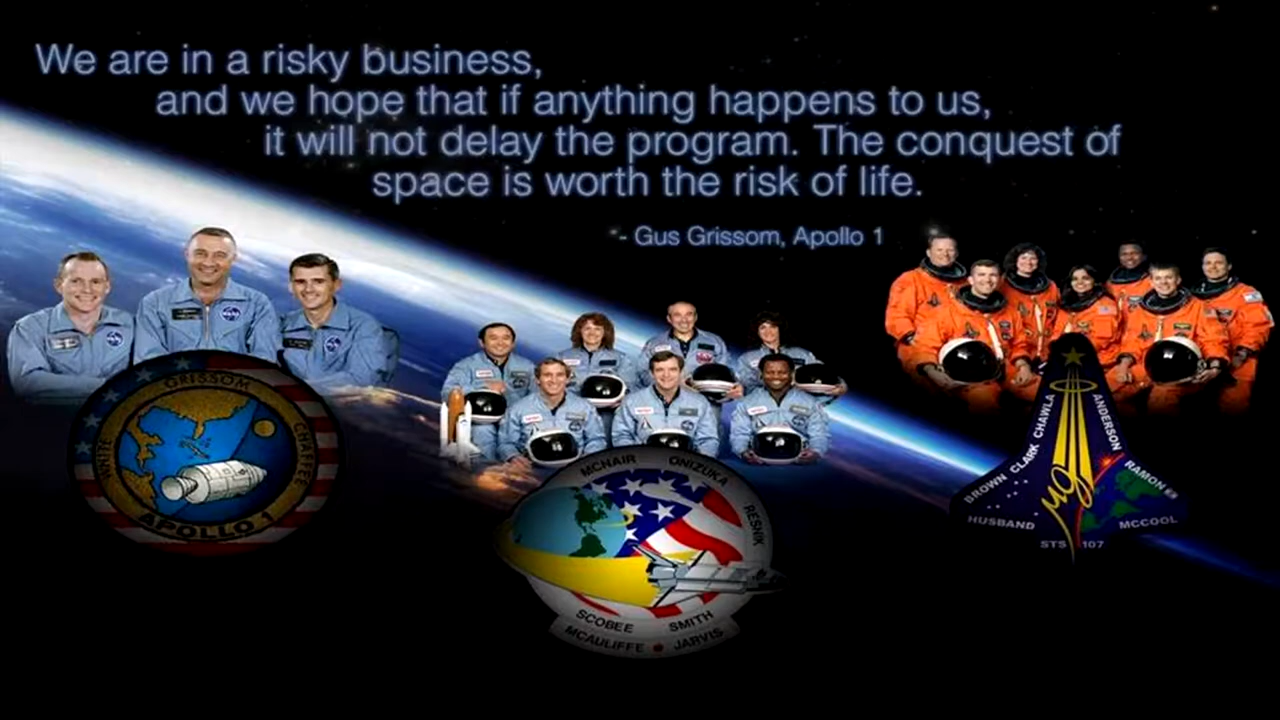 We are in a risky business,
and we hope that if anything happens to us,
it will not delay the program. The conquest of
space is worth the risk of life.
- Gus Grissom, Apollo 1
GRISSOM
WHITE
CHAFFEE
APOLLO 1
MCNAIR
ONIZUKA
RESNIK
SCOBEE
SMITH
MCAULIFFE
JARVIS
BROWN
CLARK
CHAWLA
ANDERSON
RAMON
HUSBAND
MCCOOL
STS 107